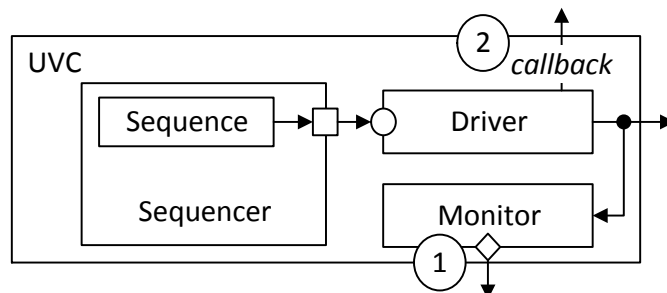 2
UVC
callback
Sequence
Driver
Sequencer
Monitor
1